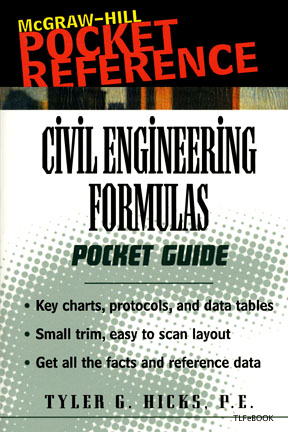 McGRAW-HILL
POCKET
REFERENCE
CIVIL ENGINEERING
FORMULAS
POCKET GUIDE
• Key charts, protocols, and data tables
• Small trim, easy to scan layout
• Get all the facts and reference data
TYLER G. HICKS, P.E.
TLFeBOOK